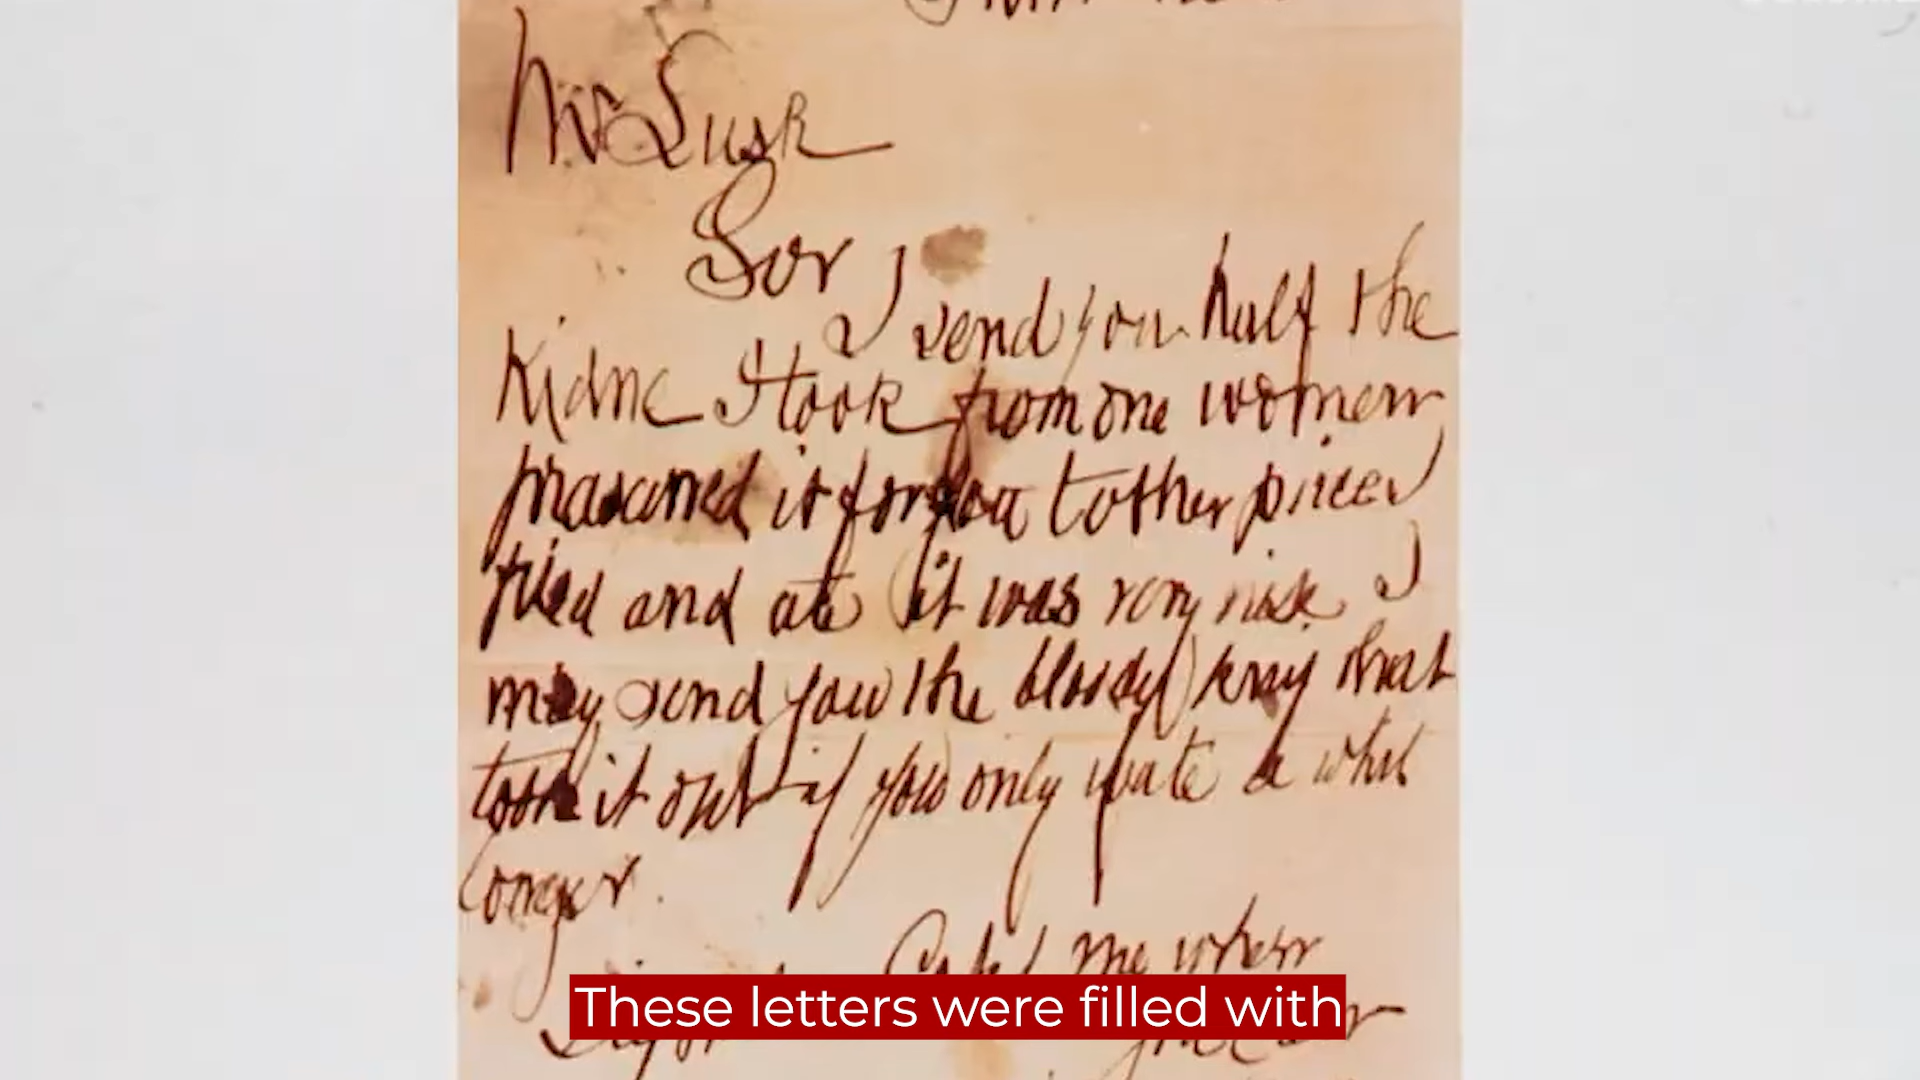 Mr Lusk
Sor
I send you half the
Kidne I took from one women
prasarved it for you tother piece I
fried and ate it was very nise I
may send you the bloody knif that
took it out if you only wate a whil
longer.
Catch me when
These letters were filled with